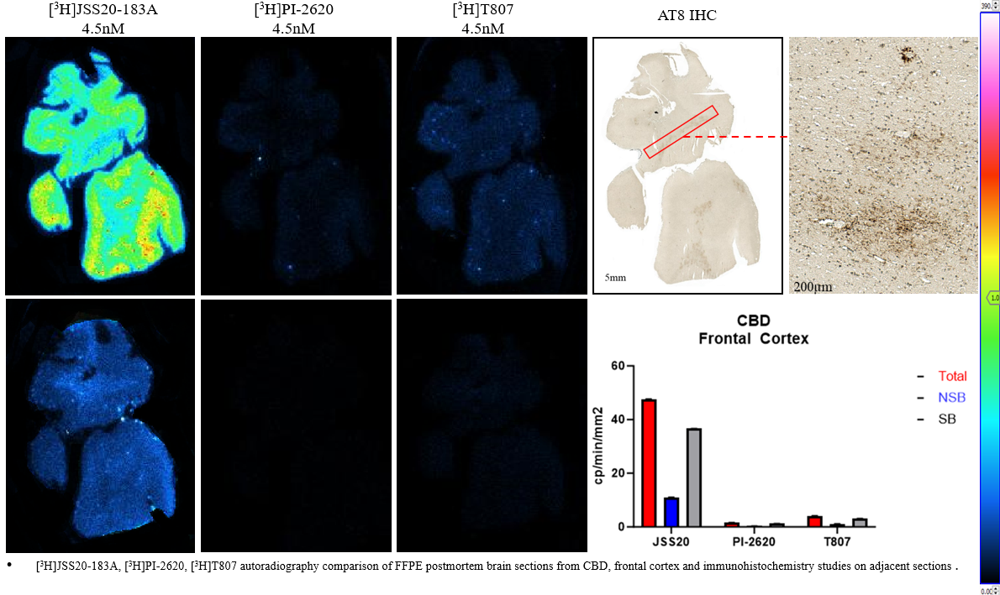 [³H]JSS20-183A
4.5nM
[³H]PI-2620
4.5nM
[³H]T807
4.5nM
AT8 IHC
390.
5mm
200μm
1.0
CBD
Frontal Cortex
60
40
20
0
cp/min/mm2
JSS20
PI-2620
T807
Total
NSB
SB
0.00
• [³H]JSS20-183A, [³H]PI-2620, [³H]T807 autoradiography comparison of FFPE postmortem brain sections from CBD, frontal cortex and immunohistochemistry studies on adjacent sections .